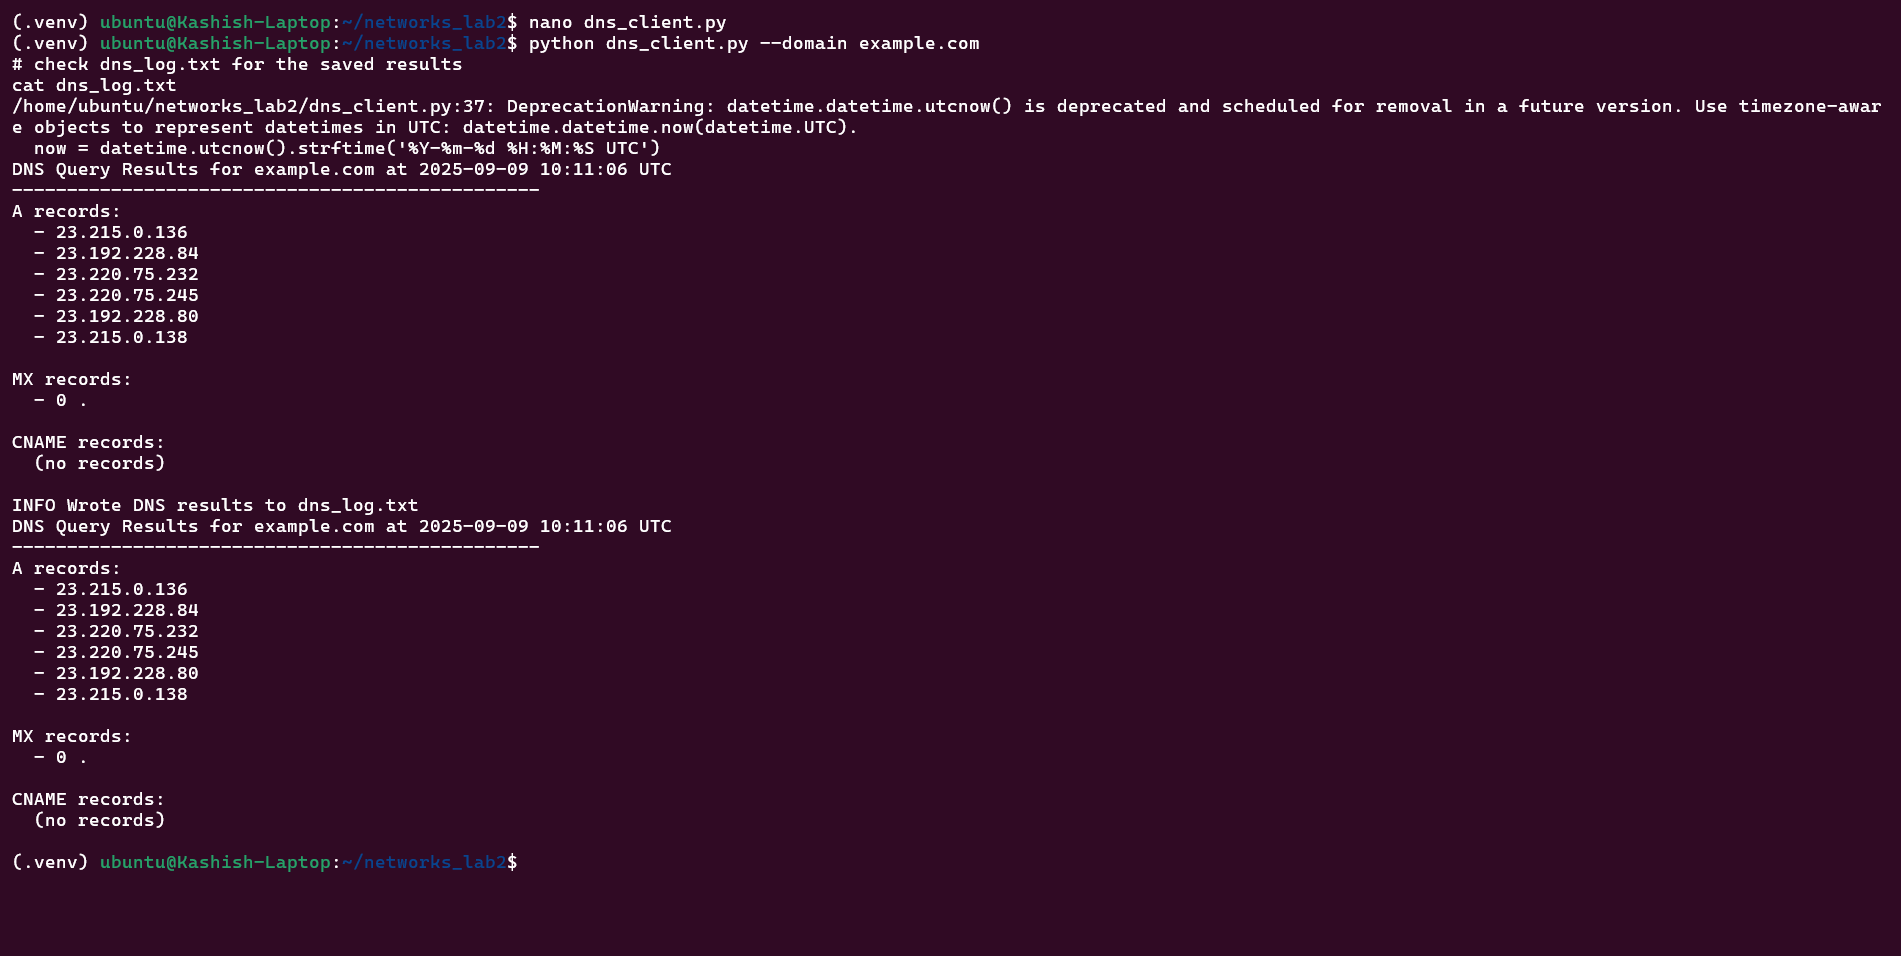 (.venv) ubuntu@Kashish-Laptop:~/networks_lab2$ nano dns_client.py
(.venv) ubuntu@Kashish-Laptop:~/networks_lab2$ python dns_client.py --domain example.com
# check dns_log.txt for the saved results
cat dns_log.txt
/home/ubuntu/networks_lab2/dns_client.py:37: DeprecationWarning: datetime.datetime.utcnow() is deprecated and scheduled for removal in a future version. Use timezone-awar
e objects to represent datetimes in UTC: datetime.datetime.now(datetime.UTC).
  now = datetime.utcnow().strftime('%Y-%m-%d %H:%M:%S UTC')
DNS Query Results for example.com at 2025-09-09 10:11:06 UTC
------------------------------------------------
A records:
  - 23.215.0.136
  - 23.192.228.84
  - 23.220.75.232
  - 23.220.75.245
  - 23.192.228.80
  - 23.215.0.138

MX records:
  - 0 .

CNAME records:
  (no records)

INFO Wrote DNS results to dns_log.txt
DNS Query Results for example.com at 2025-09-09 10:11:06 UTC
------------------------------------------------
A records:
  - 23.215.0.136
  - 23.192.228.84
  - 23.220.75.232
  - 23.220.75.245
  - 23.192.228.80
  - 23.215.0.138

MX records:
  - 0 .

CNAME records:
  (no records)

(.venv) ubuntu@Kashish-Laptop:~/networks_lab2$